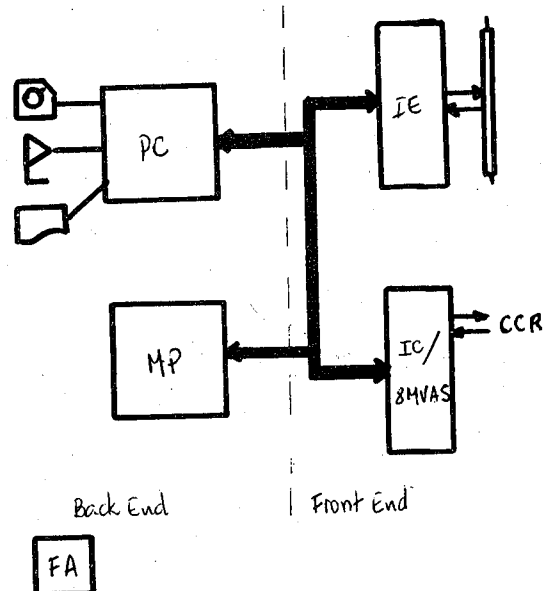 PC
IE
MP
IC/
8MVAS
CCR
Back End
Front End
FA